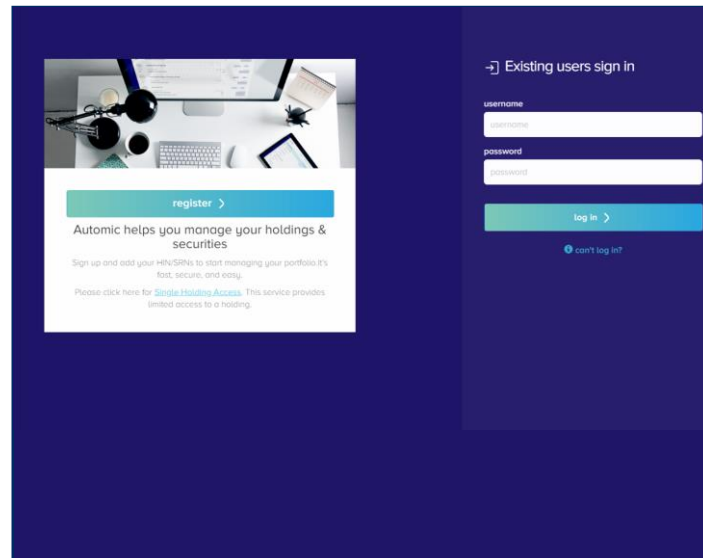 register
Automic helps you manage your holdings &
securities
Sign up and add your HIN/SRNs to start managing your portfolio.It's
fast, secure, and easy.
Please click here for Single Holding Access. This service provides
limited access to a holding.
Existing users sign in
username
username
password
password
log in
can't log in?